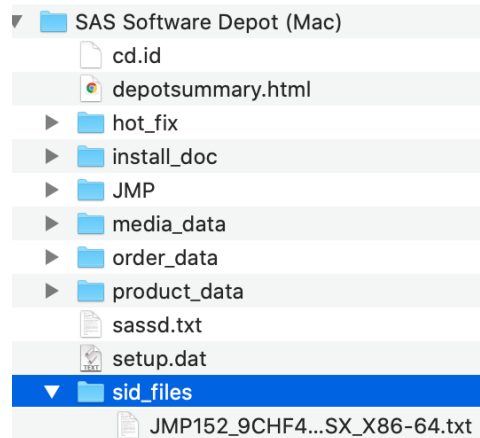 SAS Software Depot (Mac)
cd.id
depotsummary.html
hot_fix
install_doc
JMP
media_data
order_data
product_data
sassd.txt
TEXT
setup.dat
sid_files
JMP152_9CHF4...SX_X86-64.txt